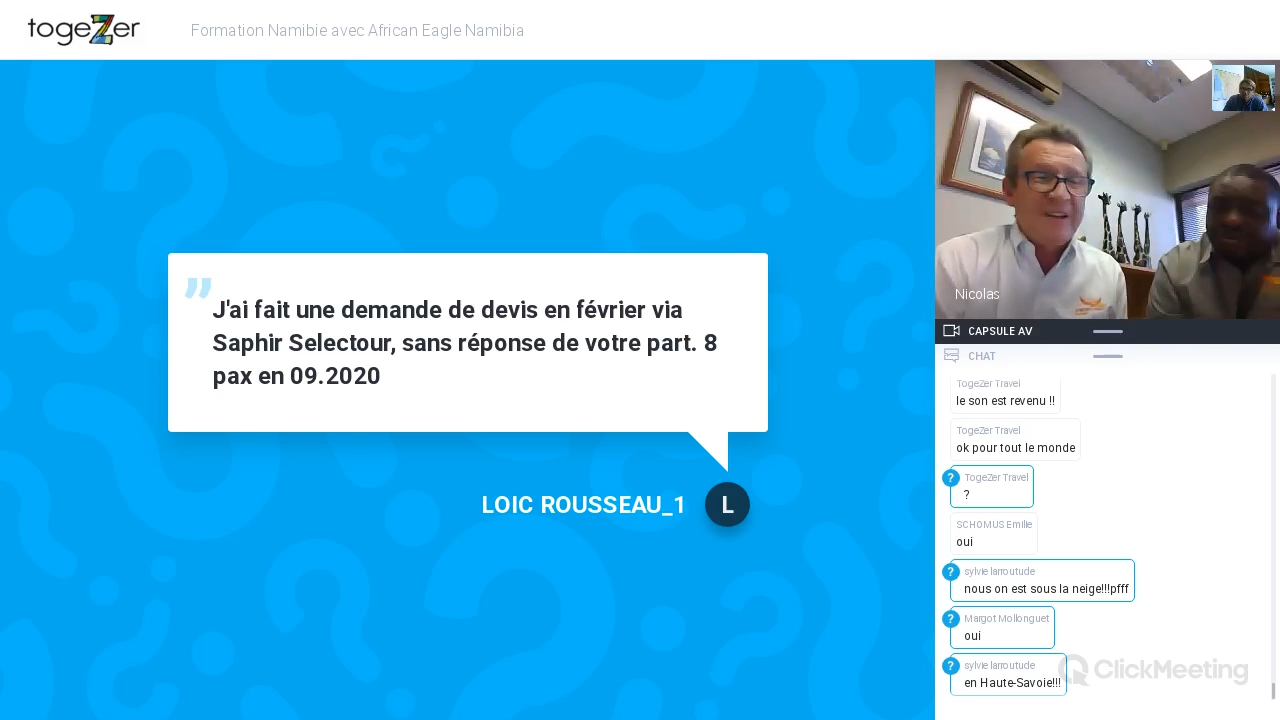 togeZer
Formation Namibie avec African Eagle Namibia
"
J'ai fait une demande de devis en février via
Saphir Selectour, sans réponse de votre part. 8
pax en 09.2020
LOIC ROUSSEAU_1
L
Nicolas
CAPSULE AV
CHAT
TogeZer Travel
le son est revenu !!
TogeZer Travel
ok pour tout le monde
? TogeZer Travel
?
SCHOMUS Emilie
oui
? sylvie larroutude
nous on est sous la neige!!!pfff
? Margot Mollonguet
oui
? sylvie larroutude
en Haute-Savoie!!!
ClickMeeting